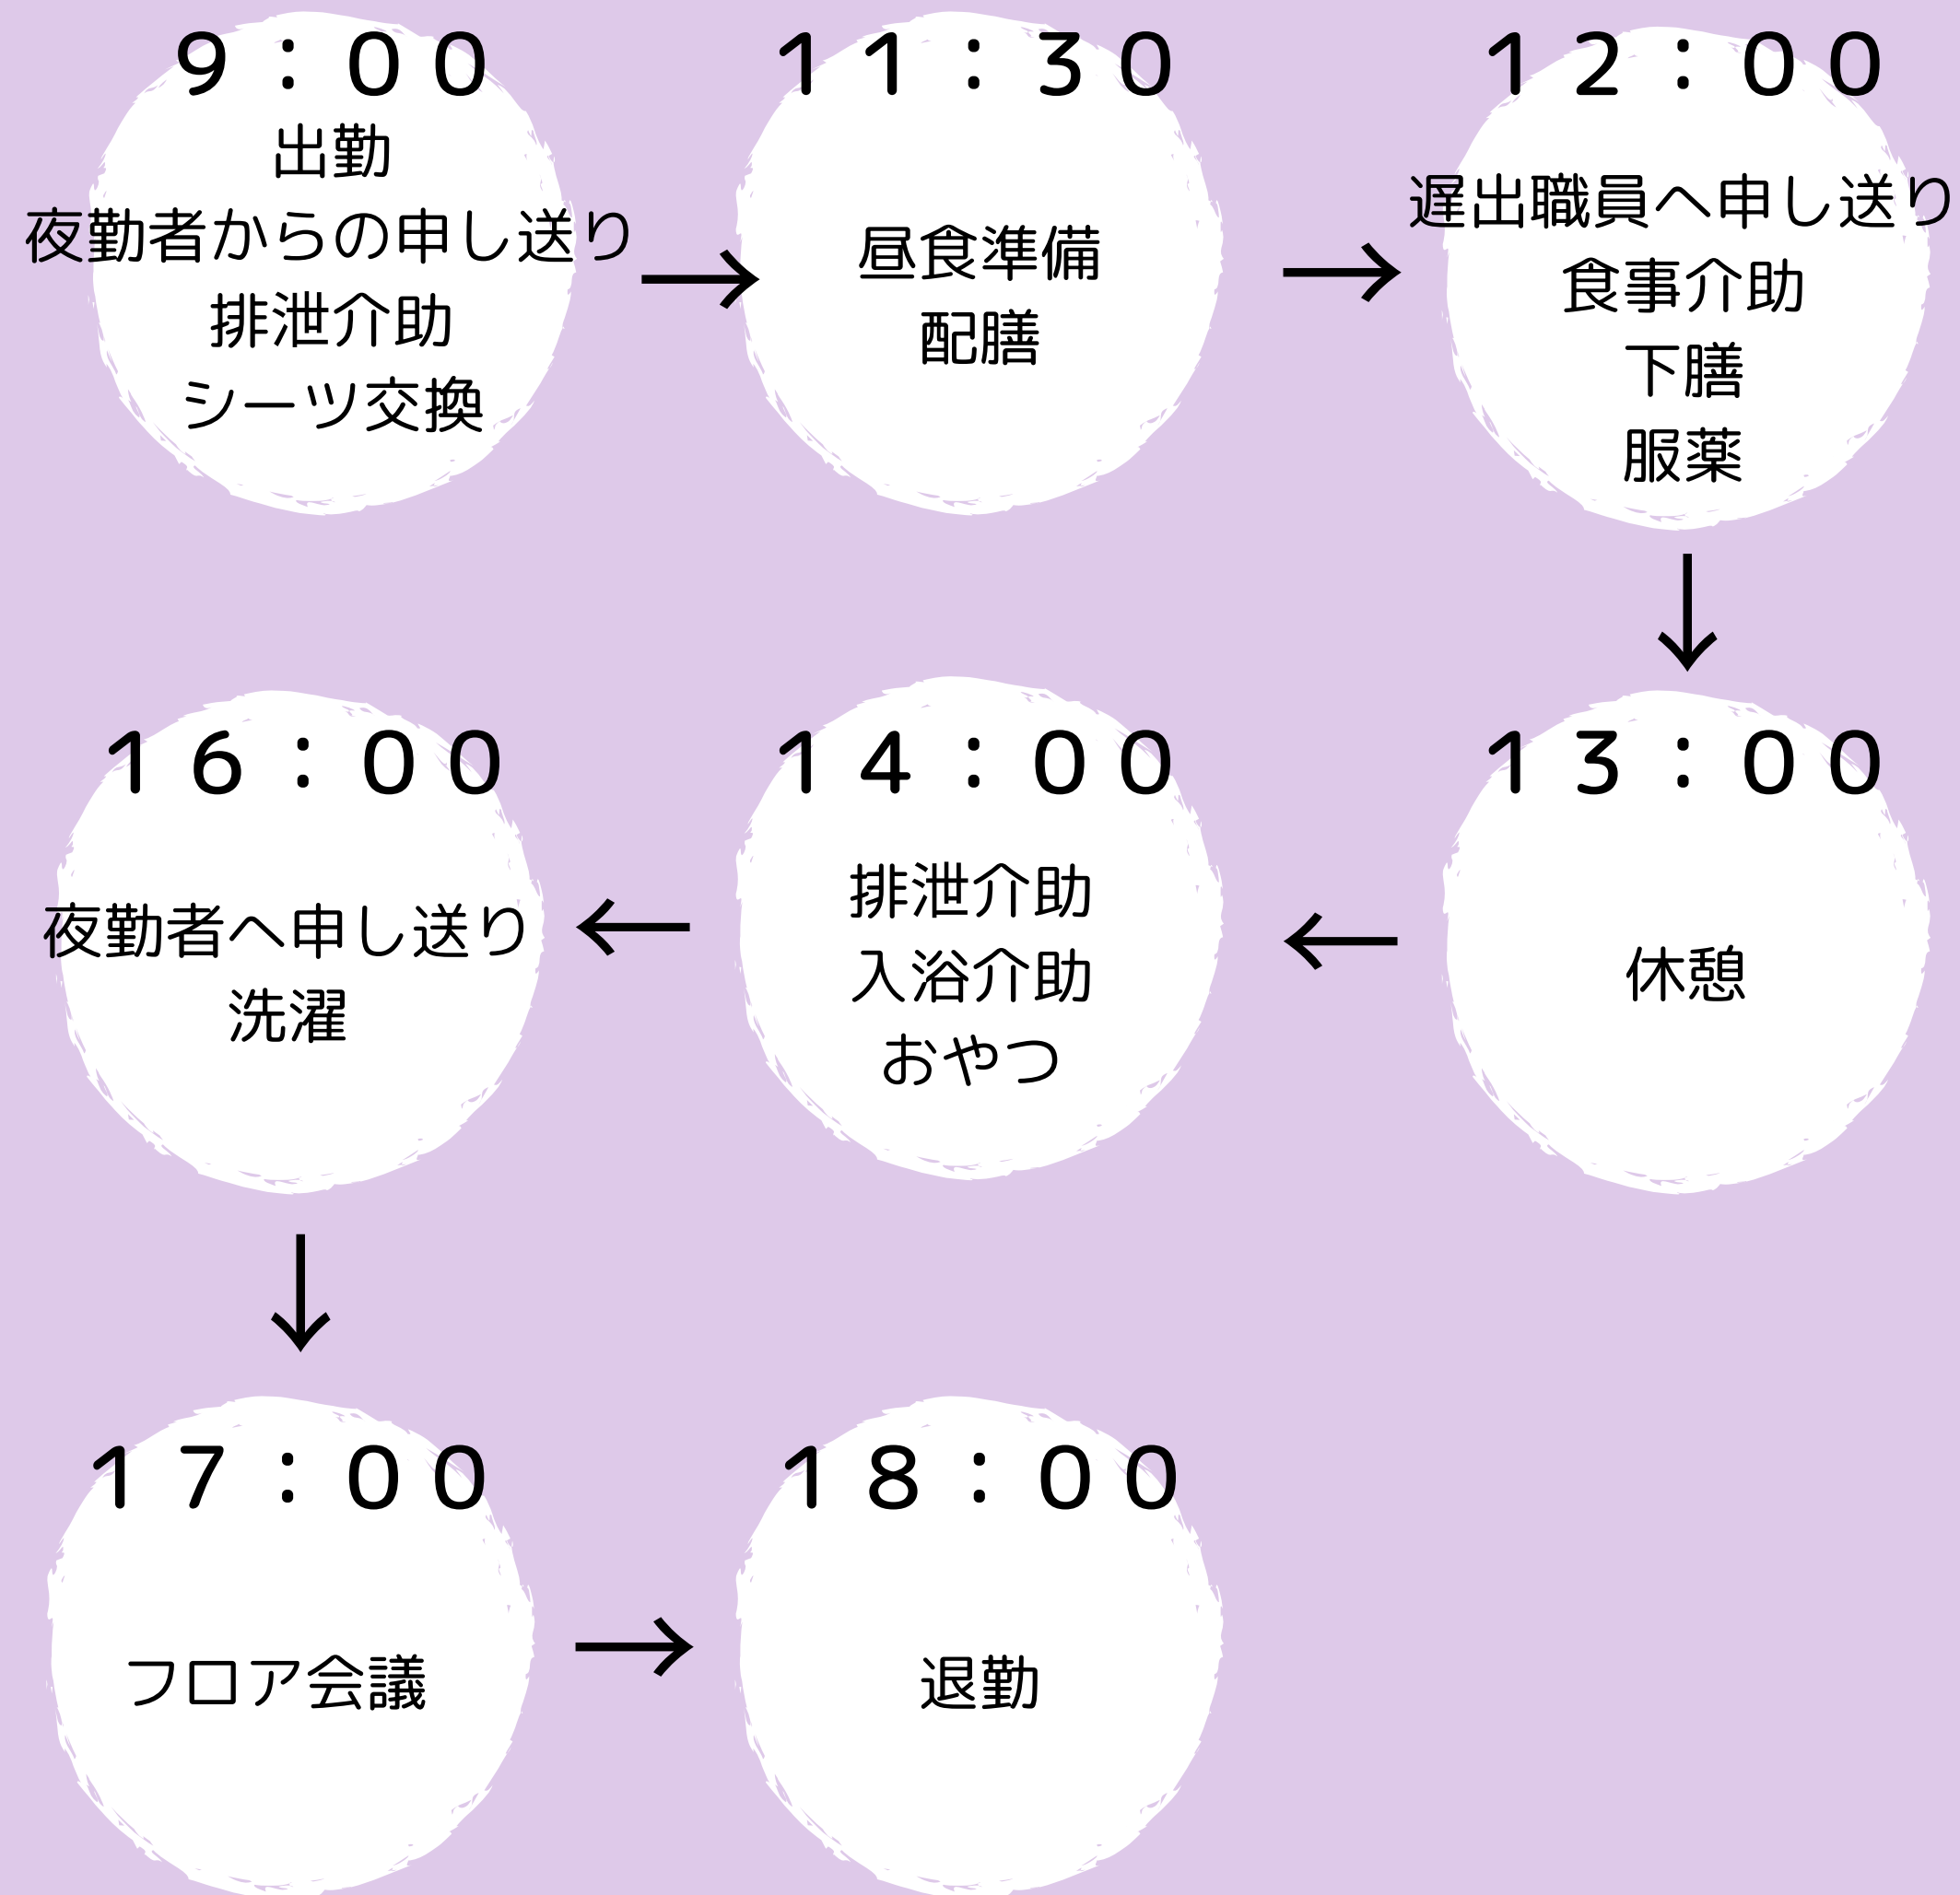 9:00
出勤
夜勤者からの申し送り
排泄介助
シーツ交換
11:30
昼食準備
配膳
12:00
遅出職員へ申し送り
食事介助
下膳
服薬
13:00
休憩
14:00
排泄介助
入浴介助
おやつ
16:00
夜勤者へ申し送り
洗濯
17:00
フロア会議
18:00
退勤